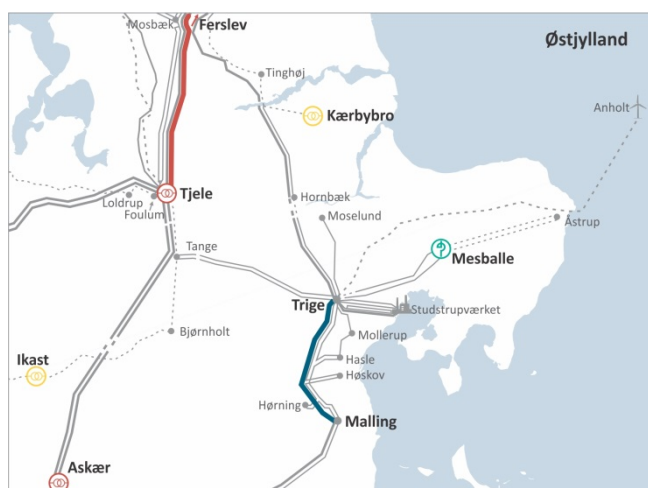 Mosbæk
Ferslev
Østjylland
Tinghøj
Kærbybro
Anholt
Tjele
Loldrup
Foulum
Hornbæk
Moselund
Åstrup
Tange
Mesballe
Trige
Studstrupværket
Bjørnholt
Mollerup
Ikast
Hasle
Høskov
Hørning
Malling
Askær